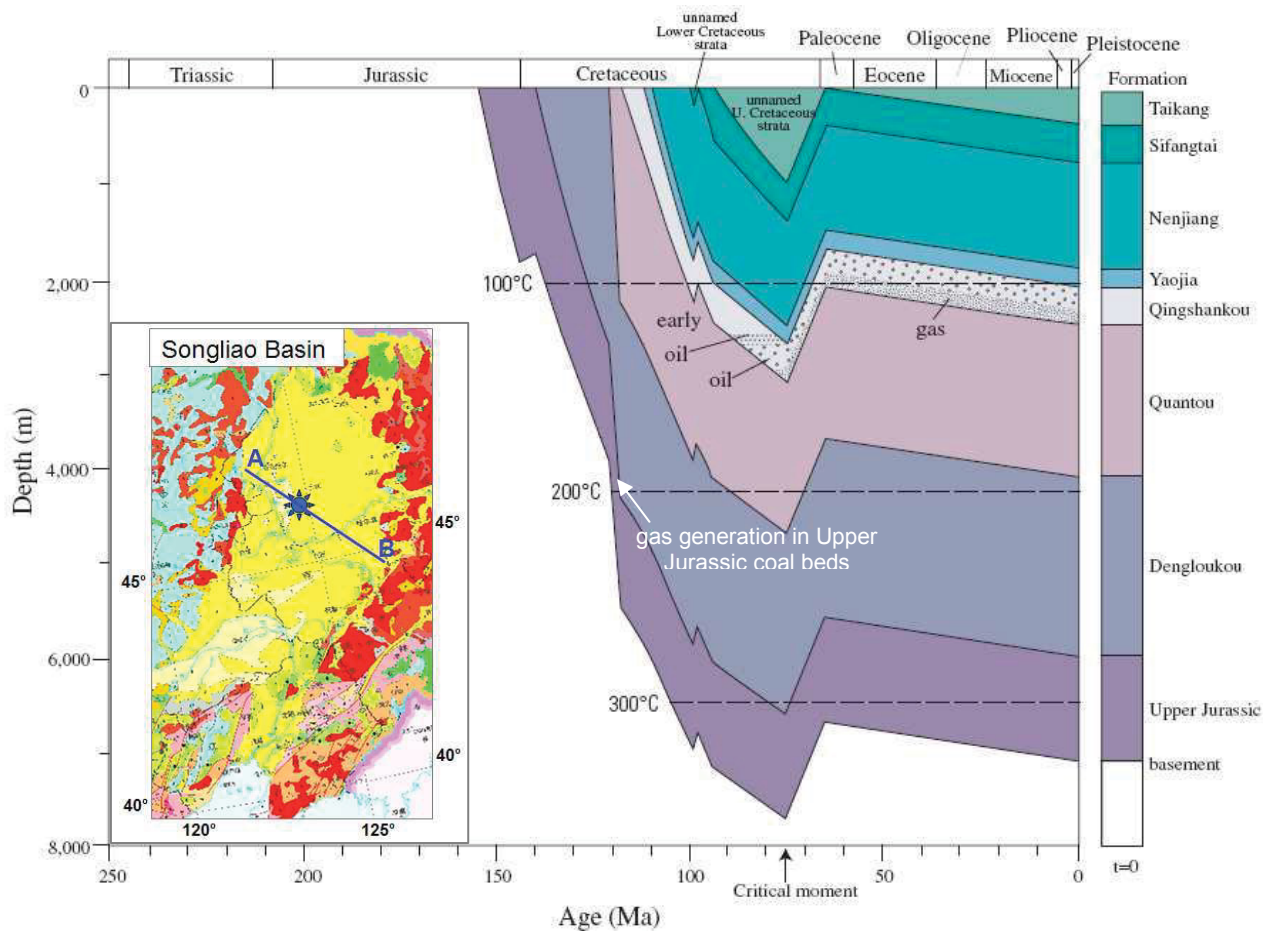 unnamed
Lower Cretaceous
strata
Paleocene
Oligocene
Pliocene
Pleistocene
Triassic
Jurassic
Cretaceous
Eocene
Miocene
Formation
0
2,000
4,000
6,000
8,000
Depth (m)
unnamed
U. Cretaceous
strata
100°C
200°C
300°C
early
oil
oil
gas
gas generation in Upper
Jurassic coal beds
Taikang
Sifangtai
Nenjiang
Yaojia
Qingshankou
Quantou
Dengloukou
Upper Jurassic
basement
t=0
Songliao Basin
A
B
45°
45°
40°
40°
120°
125°
250
200
150
100
50
0
Critical moment
Age (Ma)